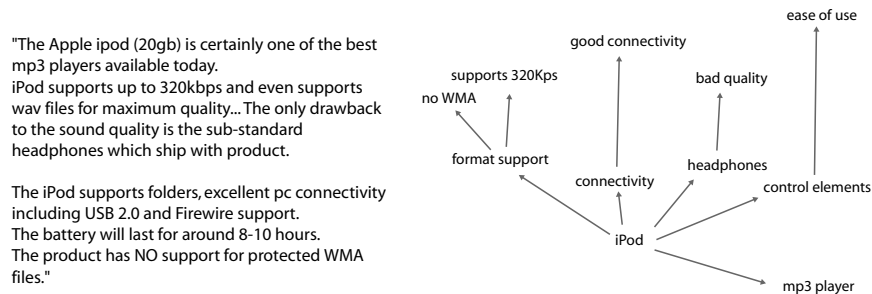 "The Apple ipod (20gb) is certainly one of the best
mp3 players available today.
iPod supports up to 320kbps and even supports
wav files for maximum quality... The only drawback
to the sound quality is the sub-standard
headphones which ship with product.
The iPod supports folders, excellent pc connectivity
including USB 2.0 and Firewire support.
The battery will last for around 8-10 hours.
The product has NO support for protected WMA
files."
ease of use
good connectivity
supports 320Kps
bad quality
no WMA
format support
headphones
connectivity
control elements
iPod
mp3 player